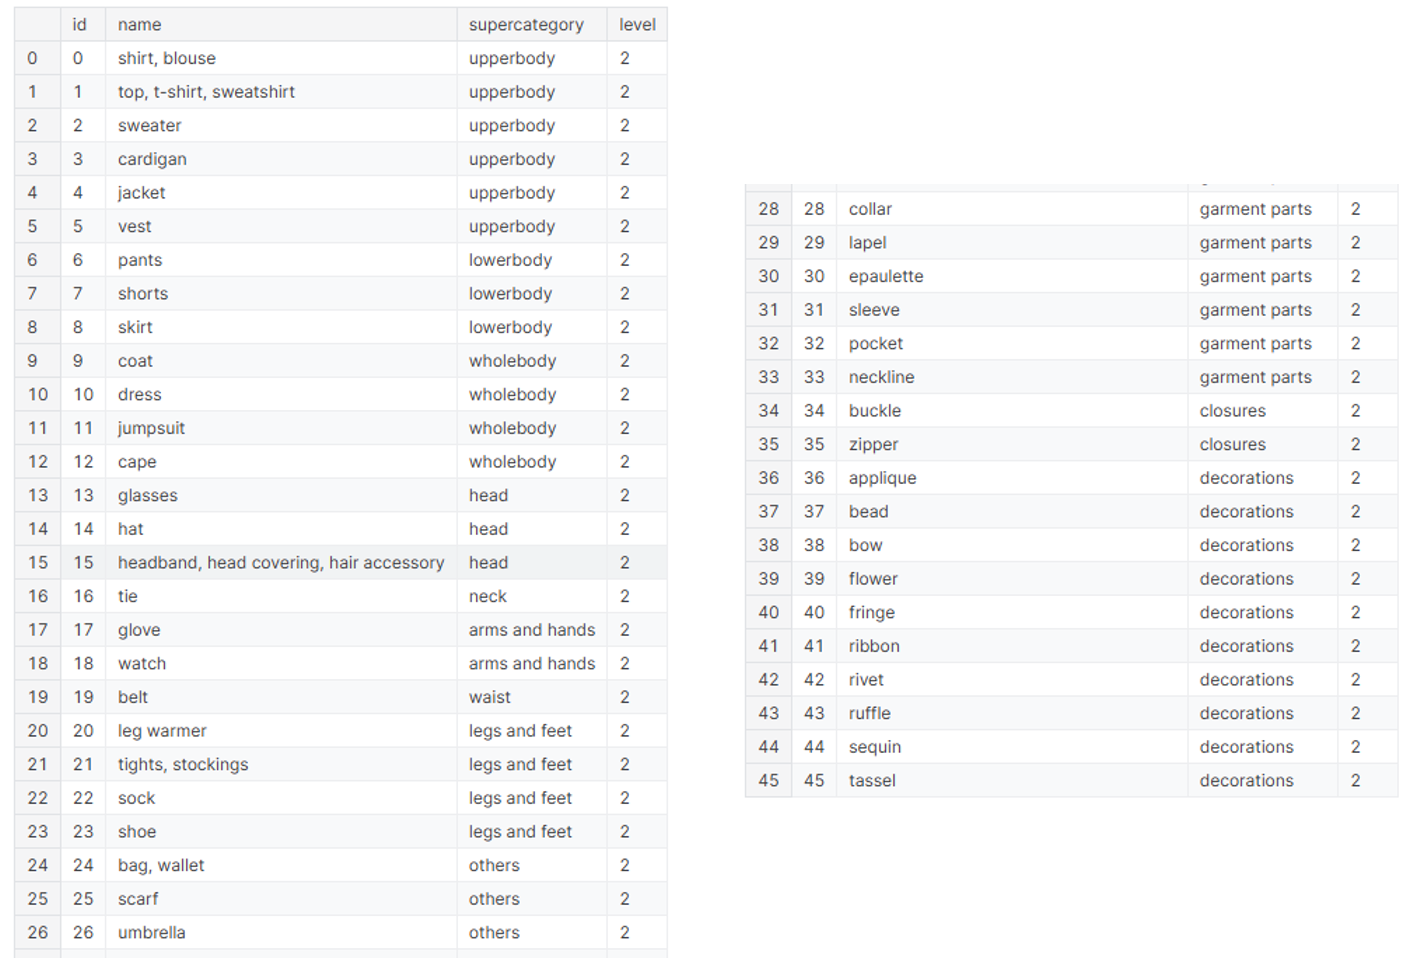 id name supercategory level
0 0 shirt, blouse upperbody 2
1 1 top, t-shirt, sweatshirt upperbody 2
2 2 sweater upperbody 2
3 3 cardigan upperbody 2
4 4 jacket upperbody 2
5 5 vest upperbody 2
6 6 pants lowerbody 2
7 7 shorts lowerbody 2
8 8 skirt lowerbody 2
9 9 coat wholebody 2
10 10 dress wholebody 2
11 11 jumpsuit wholebody 2
12 12 cape wholebody 2
13 13 glasses head 2
14 14 hat head 2
15 15 headband, head covering, hair accessory head 2
16 16 tie neck 2
17 17 glove arms and hands 2
18 18 watch arms and hands 2
19 19 belt waist 2
20 20 leg warmer legs and feet 2
21 21 tights, stockings legs and feet 2
22 22 sock legs and feet 2
23 23 shoe legs and feet 2
24 24 bag, wallet others 2
25 25 scarf others 2
26 26 umbrella others 2
28 28 collar garment parts 2
29 29 lapel garment parts 2
30 30 epaulette garment parts 2
31 31 sleeve garment parts 2
32 32 pocket garment parts 2
33 33 neckline garment parts 2
34 34 buckle closures 2
35 35 zipper closures 2
36 36 applique decorations 2
37 37 bead decorations 2
38 38 bow decorations 2
39 39 flower decorations 2
40 40 fringe decorations 2
41 41 ribbon decorations 2
42 42 rivet decorations 2
43 43 ruffle decorations 2
44 44 sequin decorations 2
45 45 tassel decorations 2